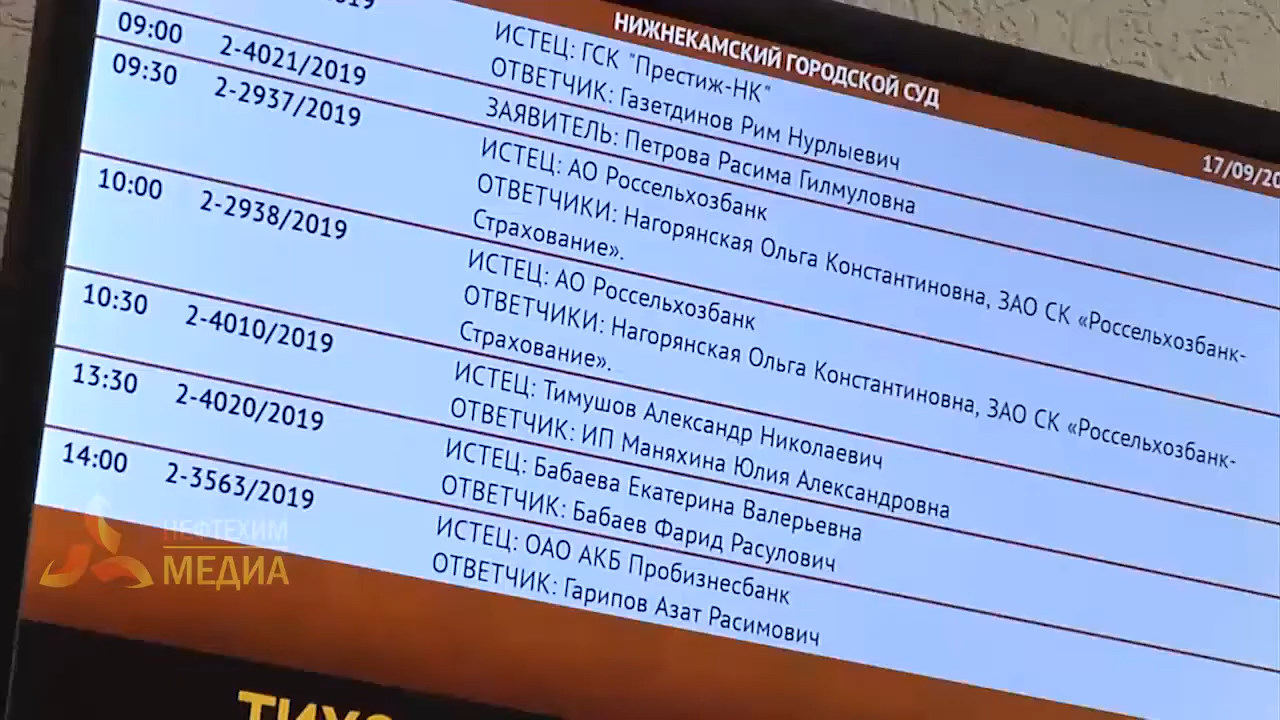 НИЖНЕКАМСКИЙ ГОРОДСКОЙ СУД
17/09/20
ИСТЕЦ: ГСК "Престиж-НК"
ОТВЕТЧИК: Газетдинов Рим Нурлыевич
09:00 2-4021/2019 ЗАЯВИТЕЛЬ: Петрова Расима Гилмуловна
09:30 2-2937/2019 ИСТЕЦ: АО Россельхозбанк
ОТВЕТЧИКИ: Нагорянская Ольга Константиновна, ЗАО СК «Россельхозбанк-
Страхование».
10:00 2-2938/2019 ИСТЕЦ: АО Россельхозбанк
ОТВЕТЧИКИ: Нагорянская Ольга Константиновна, ЗАО СК «Россельхозбанк-
Страхование».
10:30 2-4010/2019 ИСТЕЦ: Тимушов Александр Николаевич
ОТВЕТЧИК: ИП Маняхина Юлия Александровна
13:30 2-4020/2019 ИСТЕЦ: Бабаева Екатерина Валерьевна
ОТВЕТЧИК: Бабаев Фарид Расулович
14:00 2-3563/2019 ИСТЕЦ: ОАО АКБ Пробизнесбанк
ОТВЕТЧИК: Гарипов Азат Расимович
НЕФТЕХИМ
МЕДИА